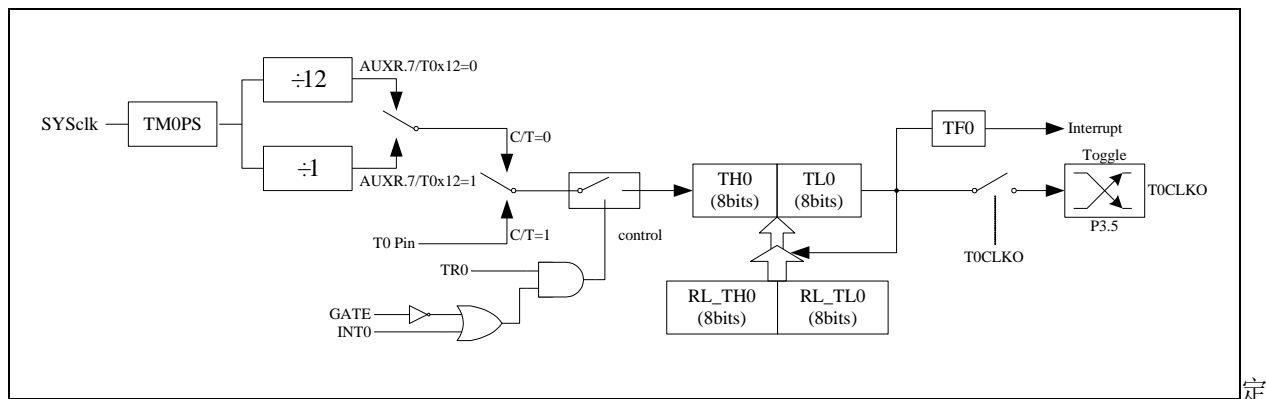 AUXR.7/T0x12=0
÷12
SYSclk
TM0PS
C/T=0
÷1
AUXR.7/T0x12=1
T0 Pin
C/T=1
control
TR0
GATE
INT0
TH0
(8bits)
TL0
(8bits)
RL_TH0
(8bits)
RL_TL0
(8bits)
TF0
Interrupt
Toggle
T0CLKO
P3.5
T0CLKO
定